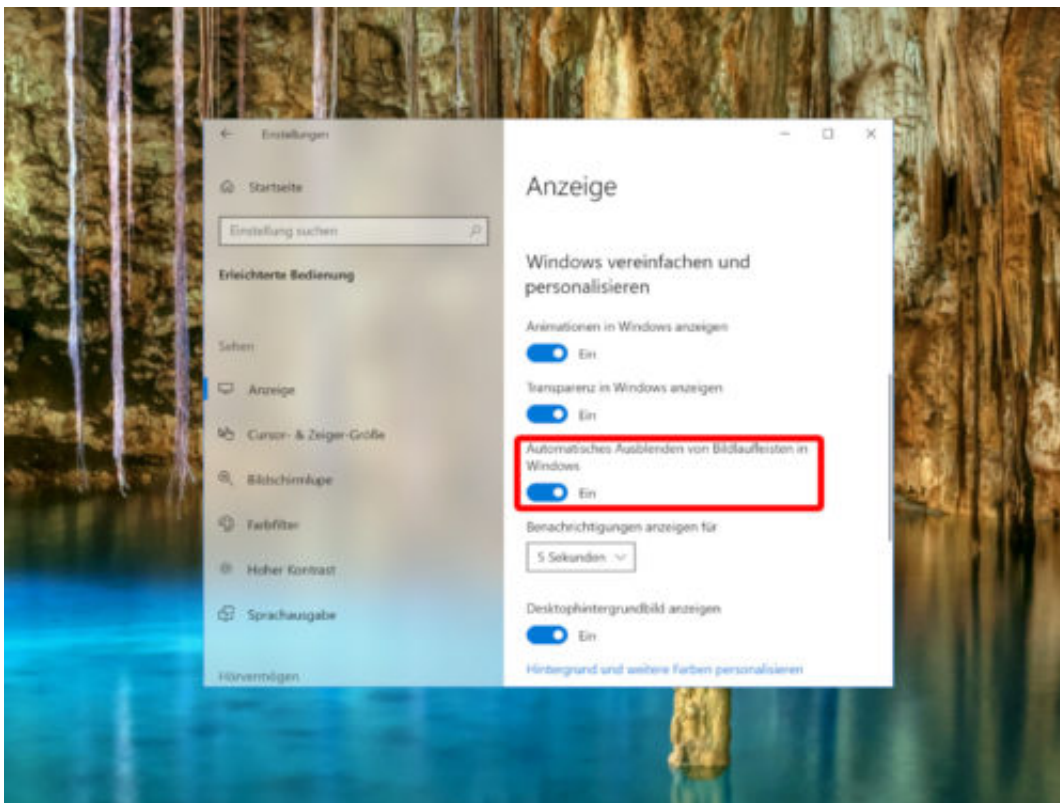 Einstellungen
Startseite
Einstellung suchen
Erleichterte Bedienung
Sehen
Anzeige
Cursor- & Zeiger-Größe
Bildschirmlupe
Farbfilter
Hoher Kontrast
Sprachausgabe
Hörvermögen
Anzeige
Windows vereinfachen und
personalisieren
Animationen in Windows anzeigen
Ein
Transparenz in Windows anzeigen
Ein
Automatisches Ausblenden von Bildlaufleisten in
Windows
Ein
Benachrichtigungen anzeigen für
5 Sekunden
Desktophintergrundbild anzeigen
Ein
Hintergrund und weitere Farben personalisieren